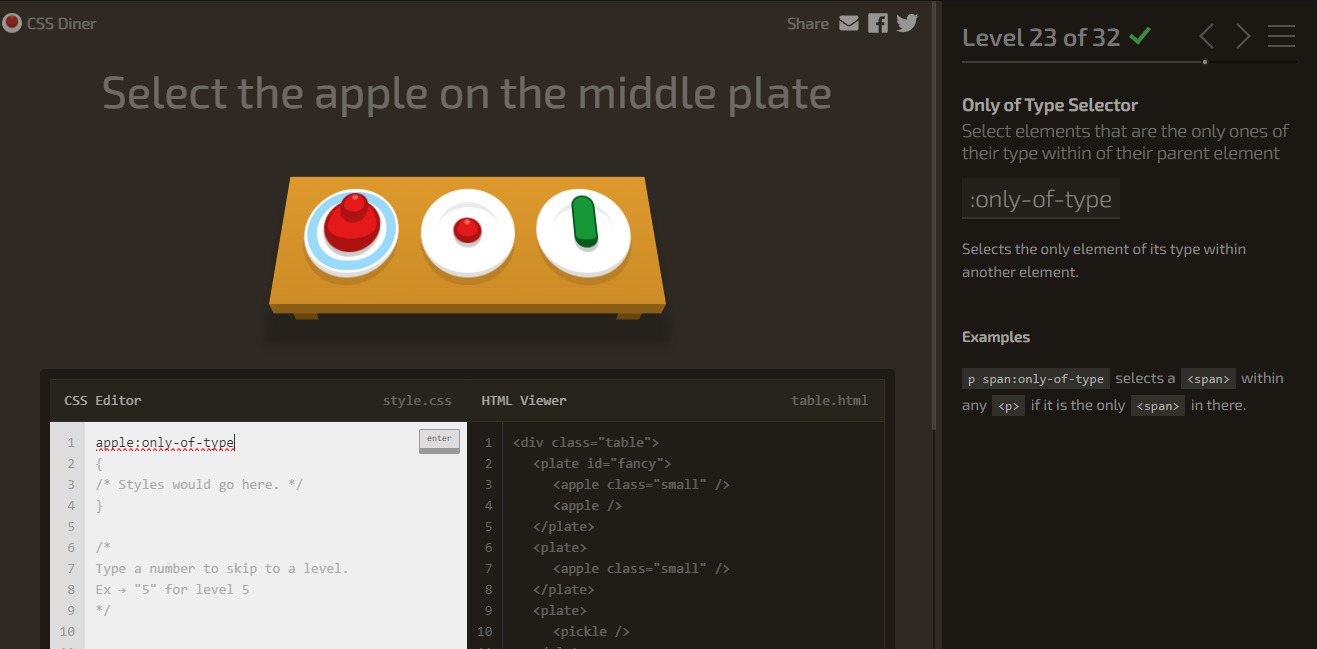 CSS Diner
Share
Select the apple on the middle plate
CSS Editor style.css
enter
1 apple:only-of-type
2 {
3 /* Styles would go here. */
4 }
5
6 /*
7 Type a number to skip to a level.
8 Ex → "5" for level 5
9 */
10
HTML Viewer table.html
1 <div class="table">
2 <plate id="fancy">
3 <apple class="small" />
4 <apple />
5 </plate>
6 <plate>
7 <apple class="small" />
8 </plate>
9 <plate>
10 <pickle />
Level 23 of 32
Only of Type Selector
Select elements that are the only ones of
their type within of their parent element
:only-of-type
Selects the only element of its type within
another element.
Examples
p span:only-of-type selects a <span> within
any <p> if it is the only <span> in there.